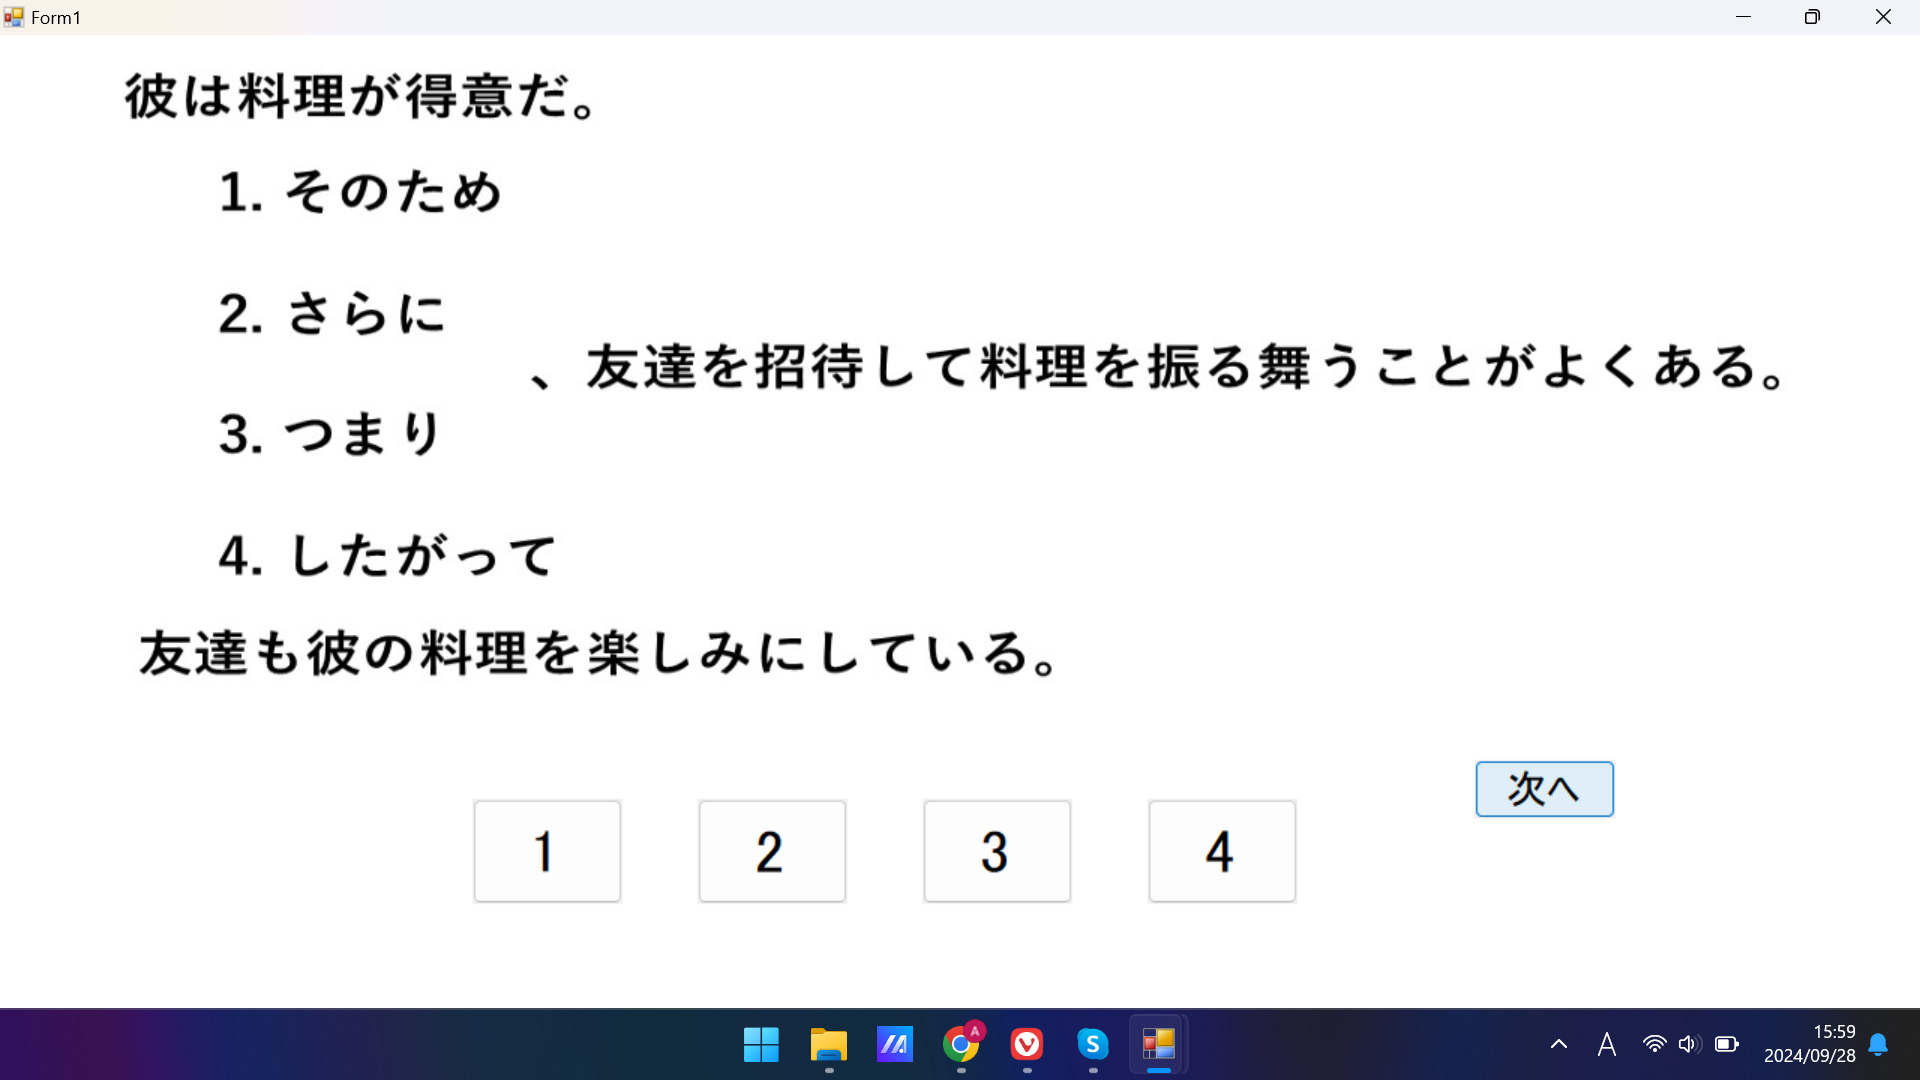 Form1
彼は料理が得意だ。
1. そのため
2. さらに
、友達を招待して料理を振る舞うことがよくある。
3. つまり
4. したがって
友達も彼の料理を楽しみにしている。
次へ
1 2 3 4
A
S
A
15:59
2024/09/28